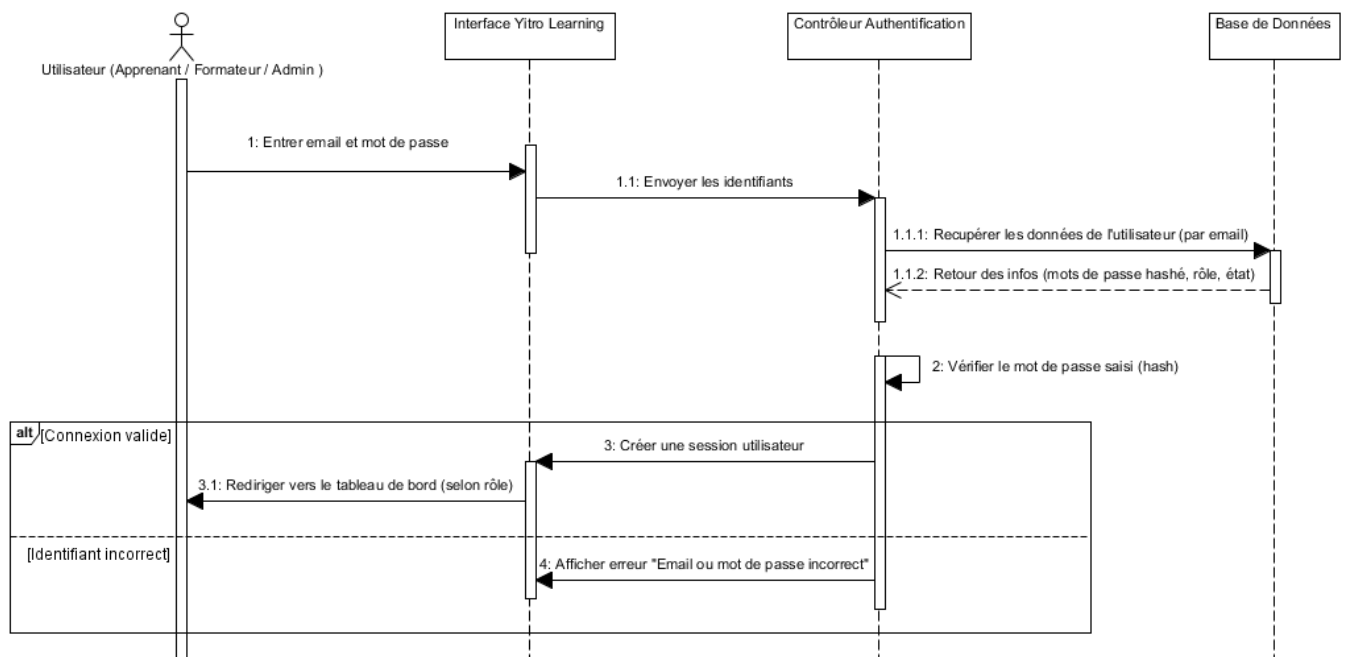 Interface Yitro Learning
Contrôleur Authentification
Base de Données
Utilisateur (Apprenant / Formateur / Admin )
1: Entrer email et mot de passe
1.1: Envoyer les identifiants
1.1.1: Recupérer les données de l'utilisateur (par email)
1.1.2: Retour des infos (mots de passe hashé, rôle, état)
2: Vérifier le mot de passe saisi (hash)
alt [Connexion valide]
3: Créer une session utilisateur
3.1: Rediriger vers le tableau de bord (selon rôle)
[Identifiant incorrect]
4: Afficher erreur "Email ou mot de passe incorrect"